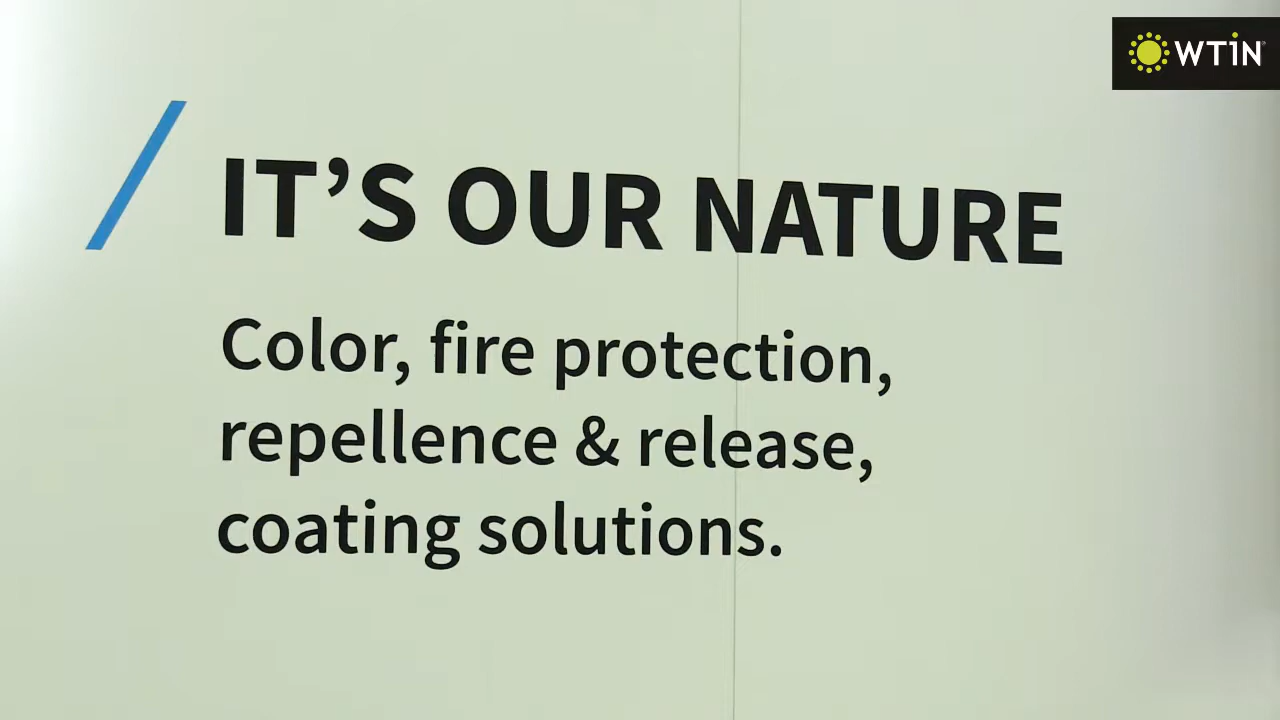 WTiN
IT’S OUR NATURE
Color, fire protection,
repellence & release,
coating solutions.